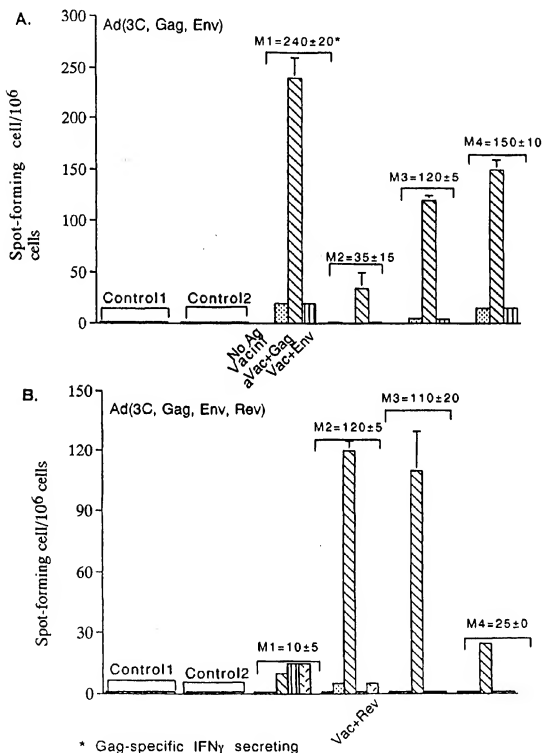 A.
Ad(3C, Gag, Env)
M1=240±20*
300
250
200
150
100
50
0
Spot-forming cell/10⁶
cells
Control1
Control2
M2=35±15
M3=120±5
M4=150±10
No Ag
Vacinf
aVac+Gag
Vac+Env
B.
Ad(3C, Gag, Env, Rev)
150
120
90
60
30
0
Spot-forming cell/10⁶ cells
Control1
Control2
M1=10±5
M2=120±5
M3=110±20
M4=25±0
Vac+Rev
* Gag-specific IFNγ secreting